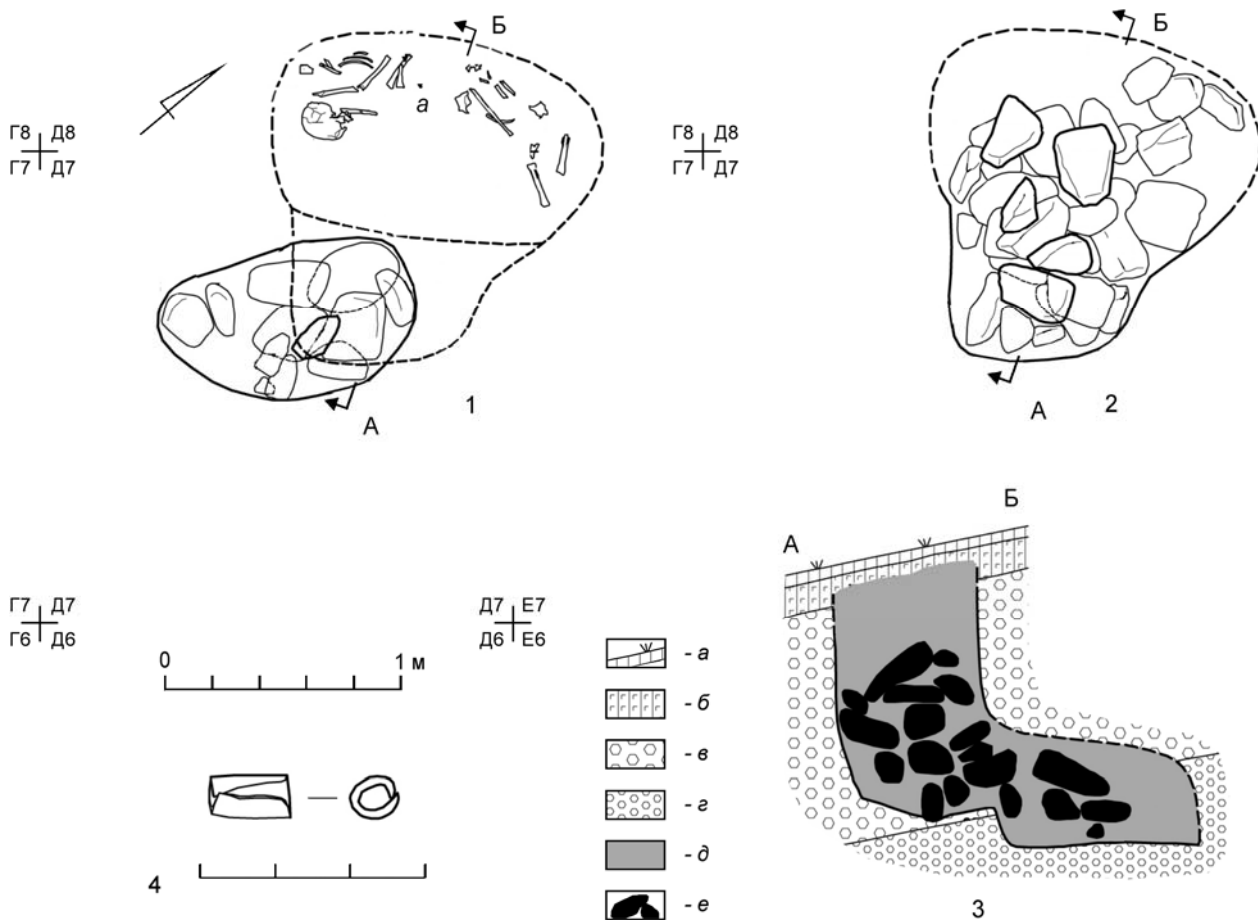 Б
а
Г8 Д8
Г7 Д7
А
1
Б
Г8 Д8
Г7 Д7
А
2
Г7 Д7
Г6 Д6
Д7 Е7
Д6 Е6
0 1 м
4
- а
- б
- в
- г
- д
- е
А
Б
3